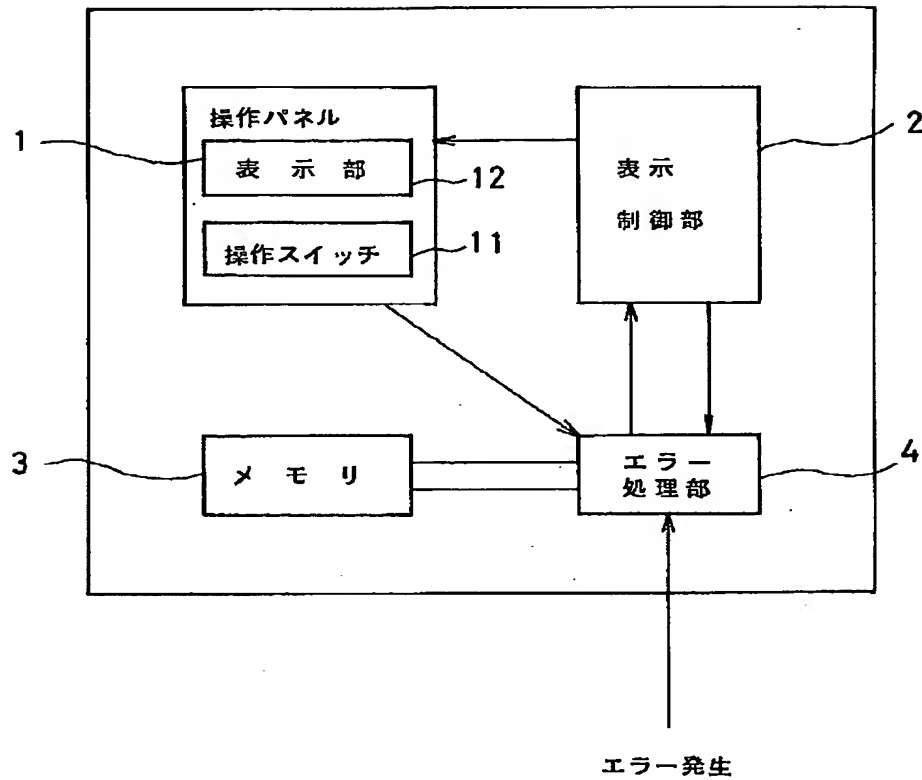 操作パネル
1
表示部
12
操作スイッチ
11
表示
制御部
2
3
メモリ
エラー
処理部
4
エラー発生